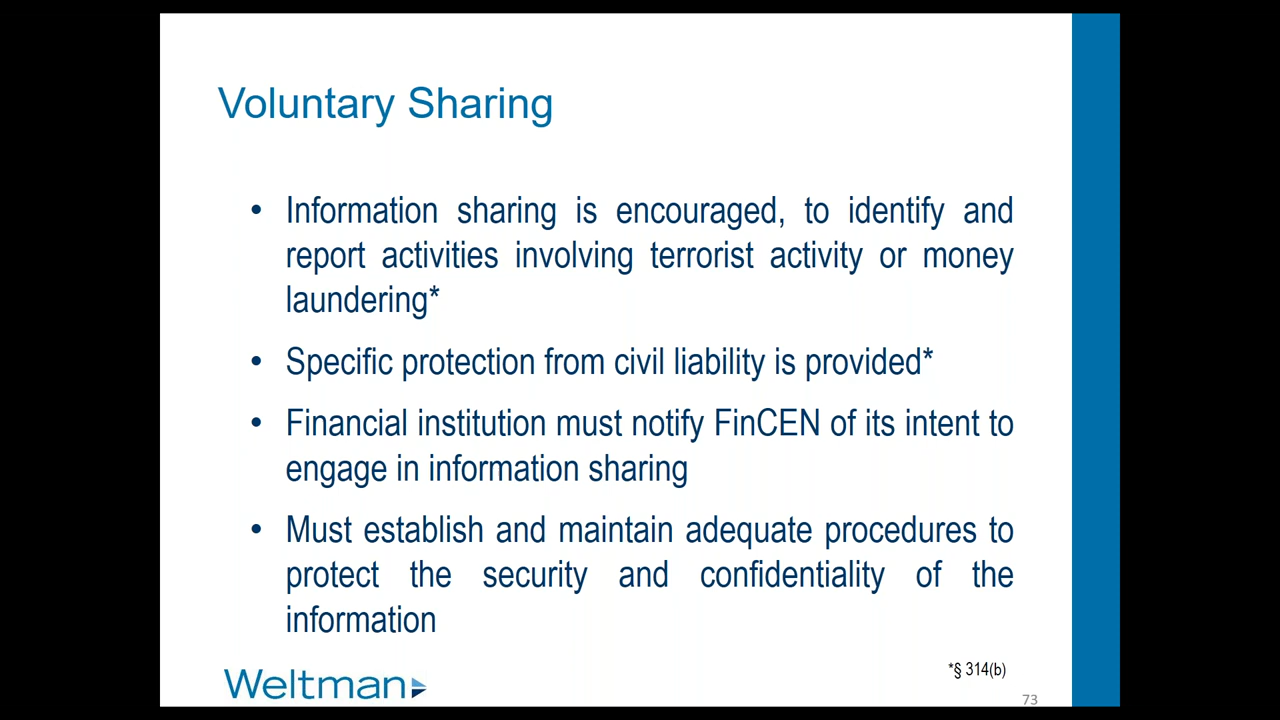 Voluntary Sharing
• Information sharing is encouraged, to identify and
report activities involving terrorist activity or money
laundering*
• Specific protection from civil liability is provided*
• Financial institution must notify FinCEN of its intent to
engage in information sharing
• Must establish and maintain adequate procedures to
protect the security and confidentiality of the
information
*§ 314(b)
Weltman
73